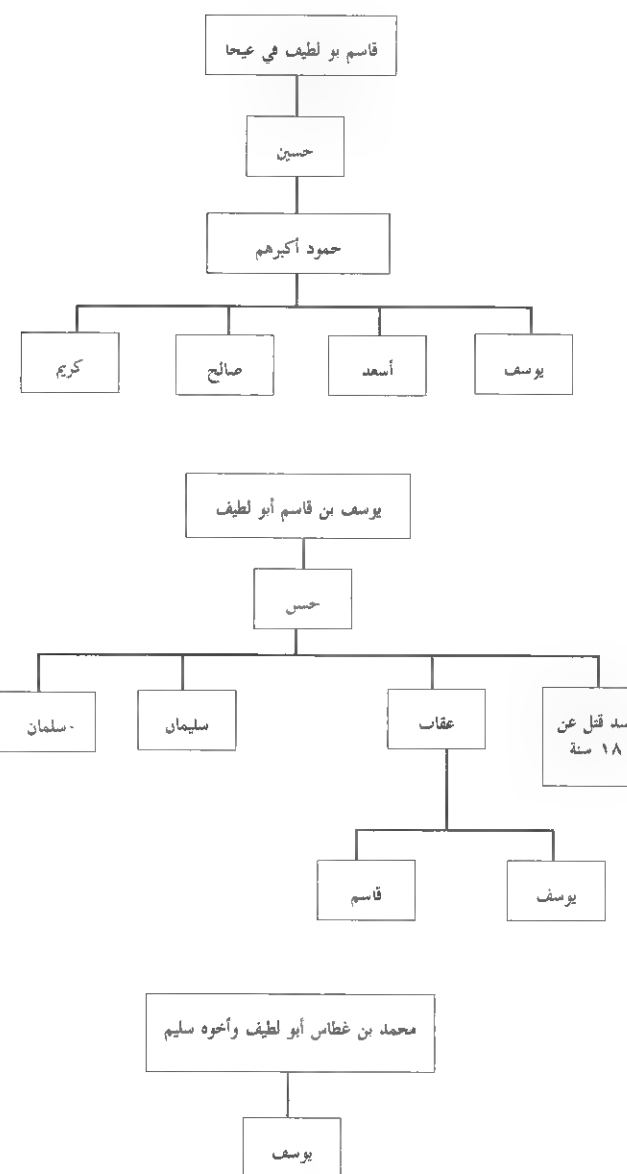 قاسم بو لطيف في عيحا
حسين
حمود أكبرهم
يوسف أسعد صالح كريم
يوسف بن قاسم أبو لطيف
حسن
سد قتل عن عقاب سليمان سلمان
١٨ سنة
يوسف قاسم
محمد بن غطاس أبو لطيف وأخوه سليم
يوسف